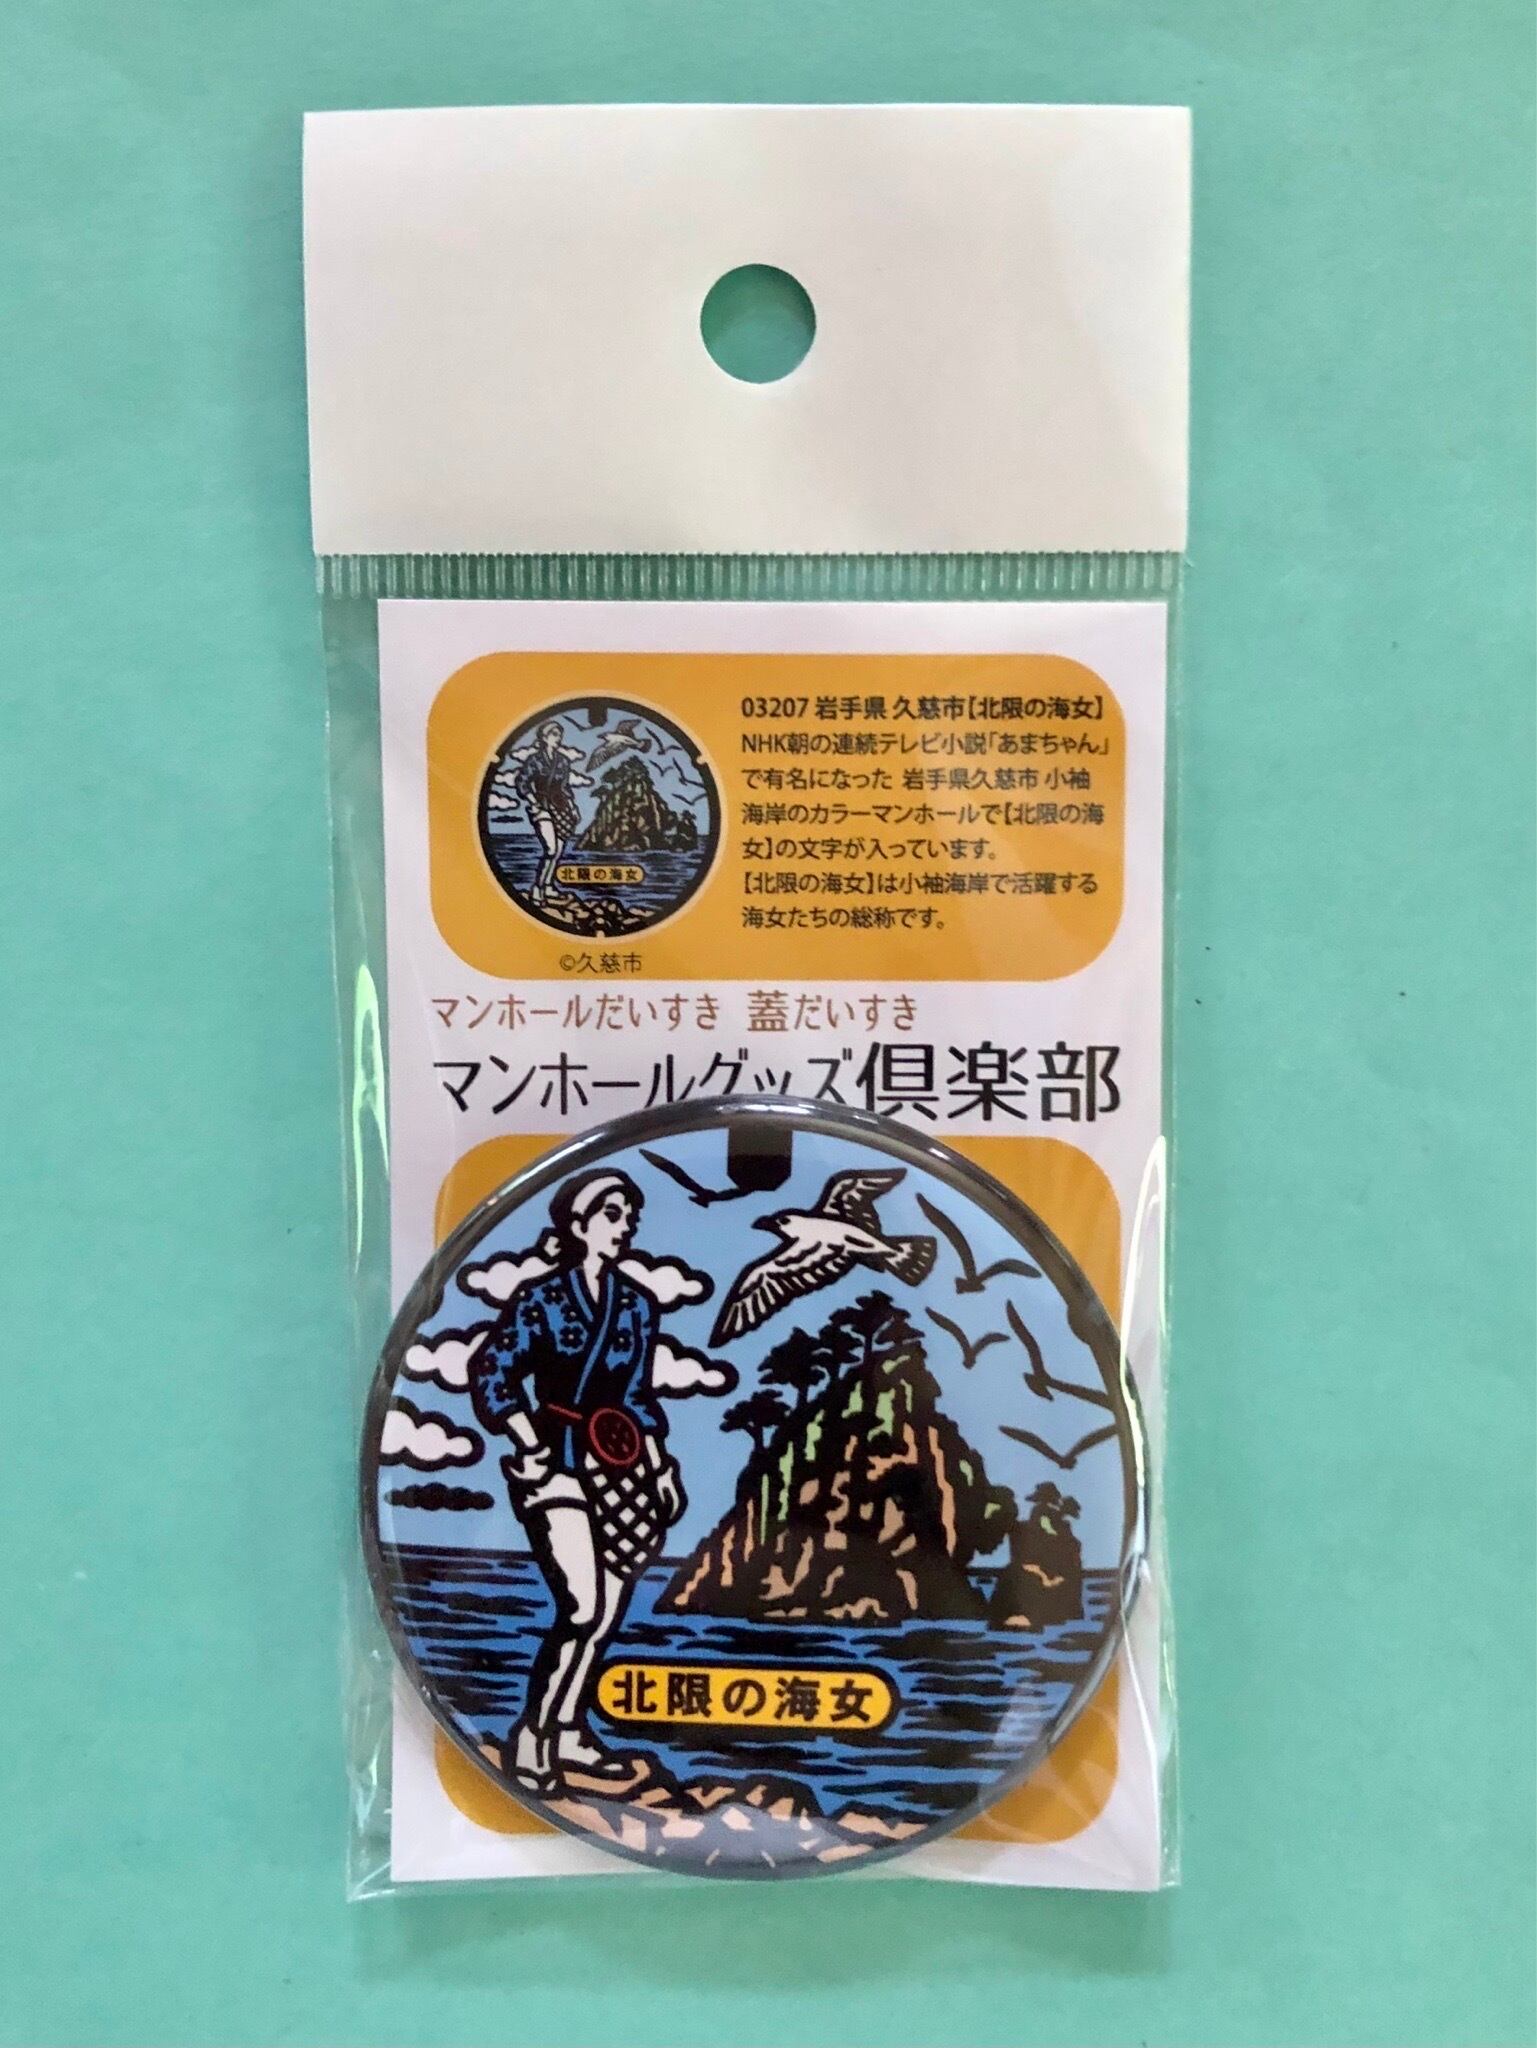 03207 岩手県 久慈市【北限の海女】
NHK朝の連続テレビ小説「あまちゃん」
で有名になった 岩手県久慈市 小袖
海岸のカラーマンホールで【北限の海
女】の文字が入っています。
【北限の海女】は小袖海岸で活躍する
海女たちの総称です。
北限の海女
©久慈市
マンホールだいすき 蓋だいすき
マンホールグッズ倶楽部
北限の海女